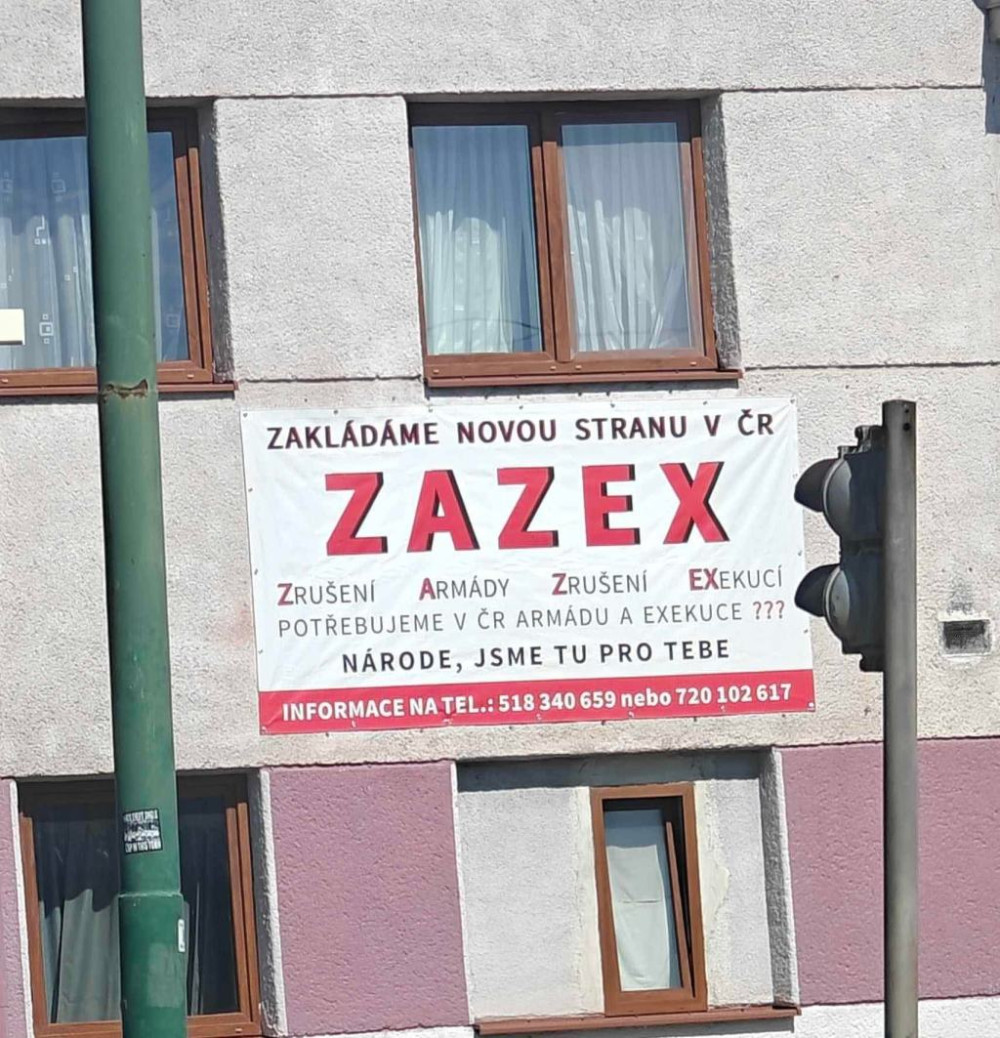 ZAKLÁDÁME NOVOU STRANU V ČR
ZAZEX
ZRUŠENÍ ARMÁDY ZRUŠENÍ EXEKUCÍ
POTŘEBUJEME V ČR ARMÁDU A EXEKUCE ???
NÁRODE, JSME TU PRO TEBE
INFORMACE NA TEL.: 518 340 659 nebo 720 102 617